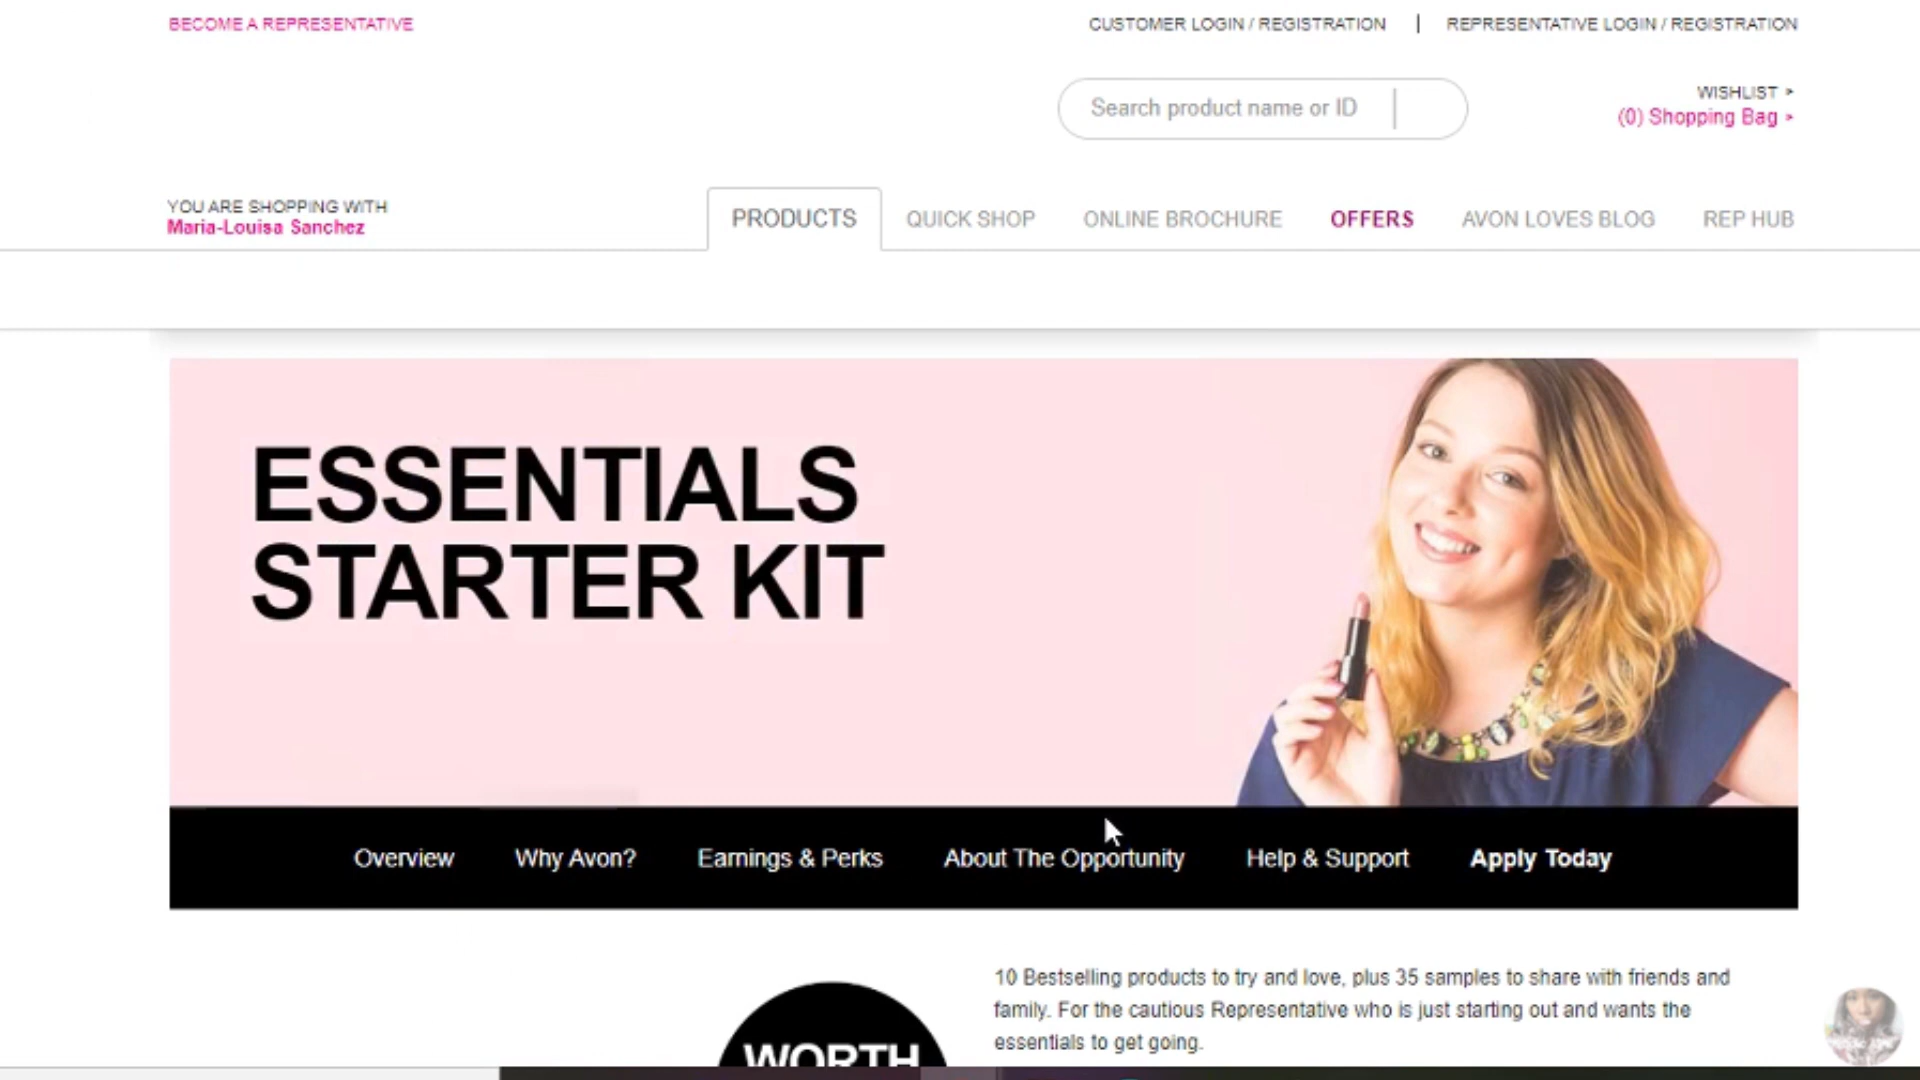 BECOME A REPRESENTATIVE
CUSTOMER LOGIN / REGISTRATION | REPRESENTATIVE LOGIN / REGISTRATION
Search product name or ID
WISHLIST
(0) Shopping Bag
YOU ARE SHOPPING WITH
Maria-Louisa Sanchez
PRODUCTS QUICK SHOP ONLINE BROCHURE OFFERS AVON LOVES BLOG REP HUB
ESSENTIALS
STARTER KIT
Overview Why Avon? Earnings & Perks About The Opportunity Help & Support Apply Today
10 Bestselling products to try and love, plus 35 samples to share with friends and
family. For the cautious Representative who is just starting out and wants the
essentials to get going.
WORTH